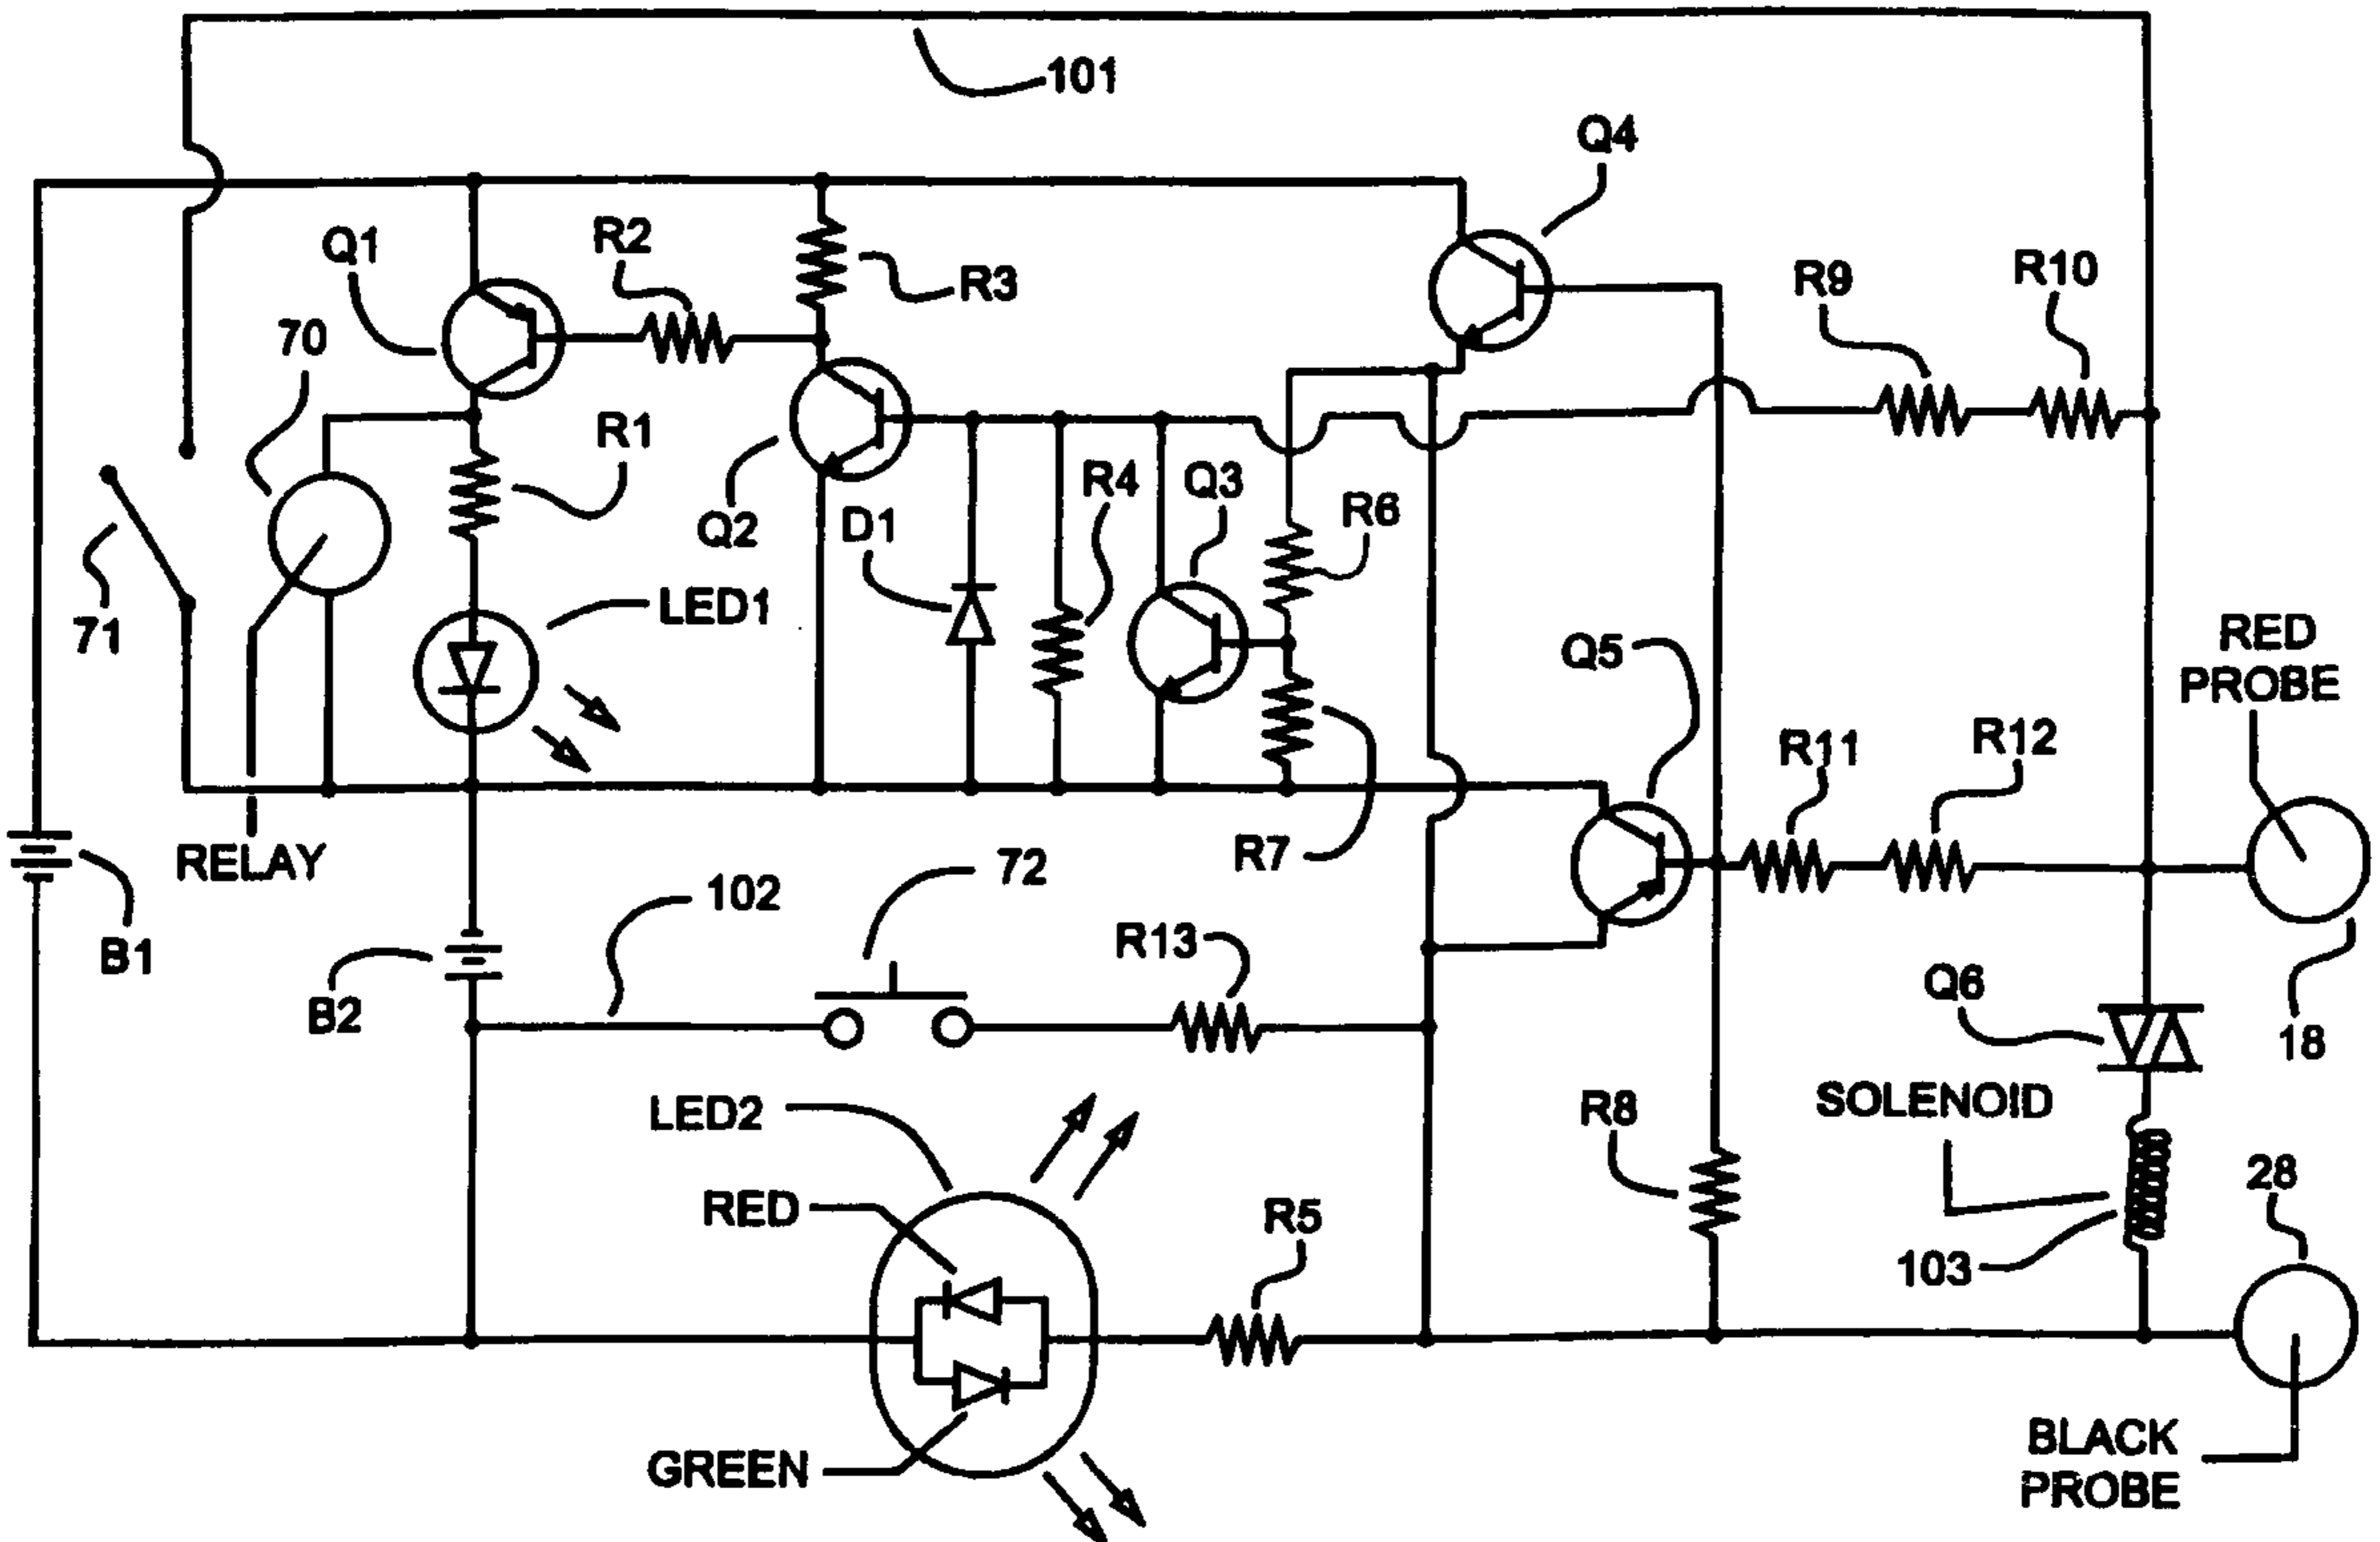 101
Q4
Q1
R2
R3
R9
R10
70
R1
Q2
D1
R4
Q3
R6
71
LED1
Q5
RED
PROBE
R11
R12
RELAY
B1
72
R7
102
R13
B2
Q6
18
LED2
SOLENOID
R8
RED
R5
28
103
GREEN
BLACK
PROBE